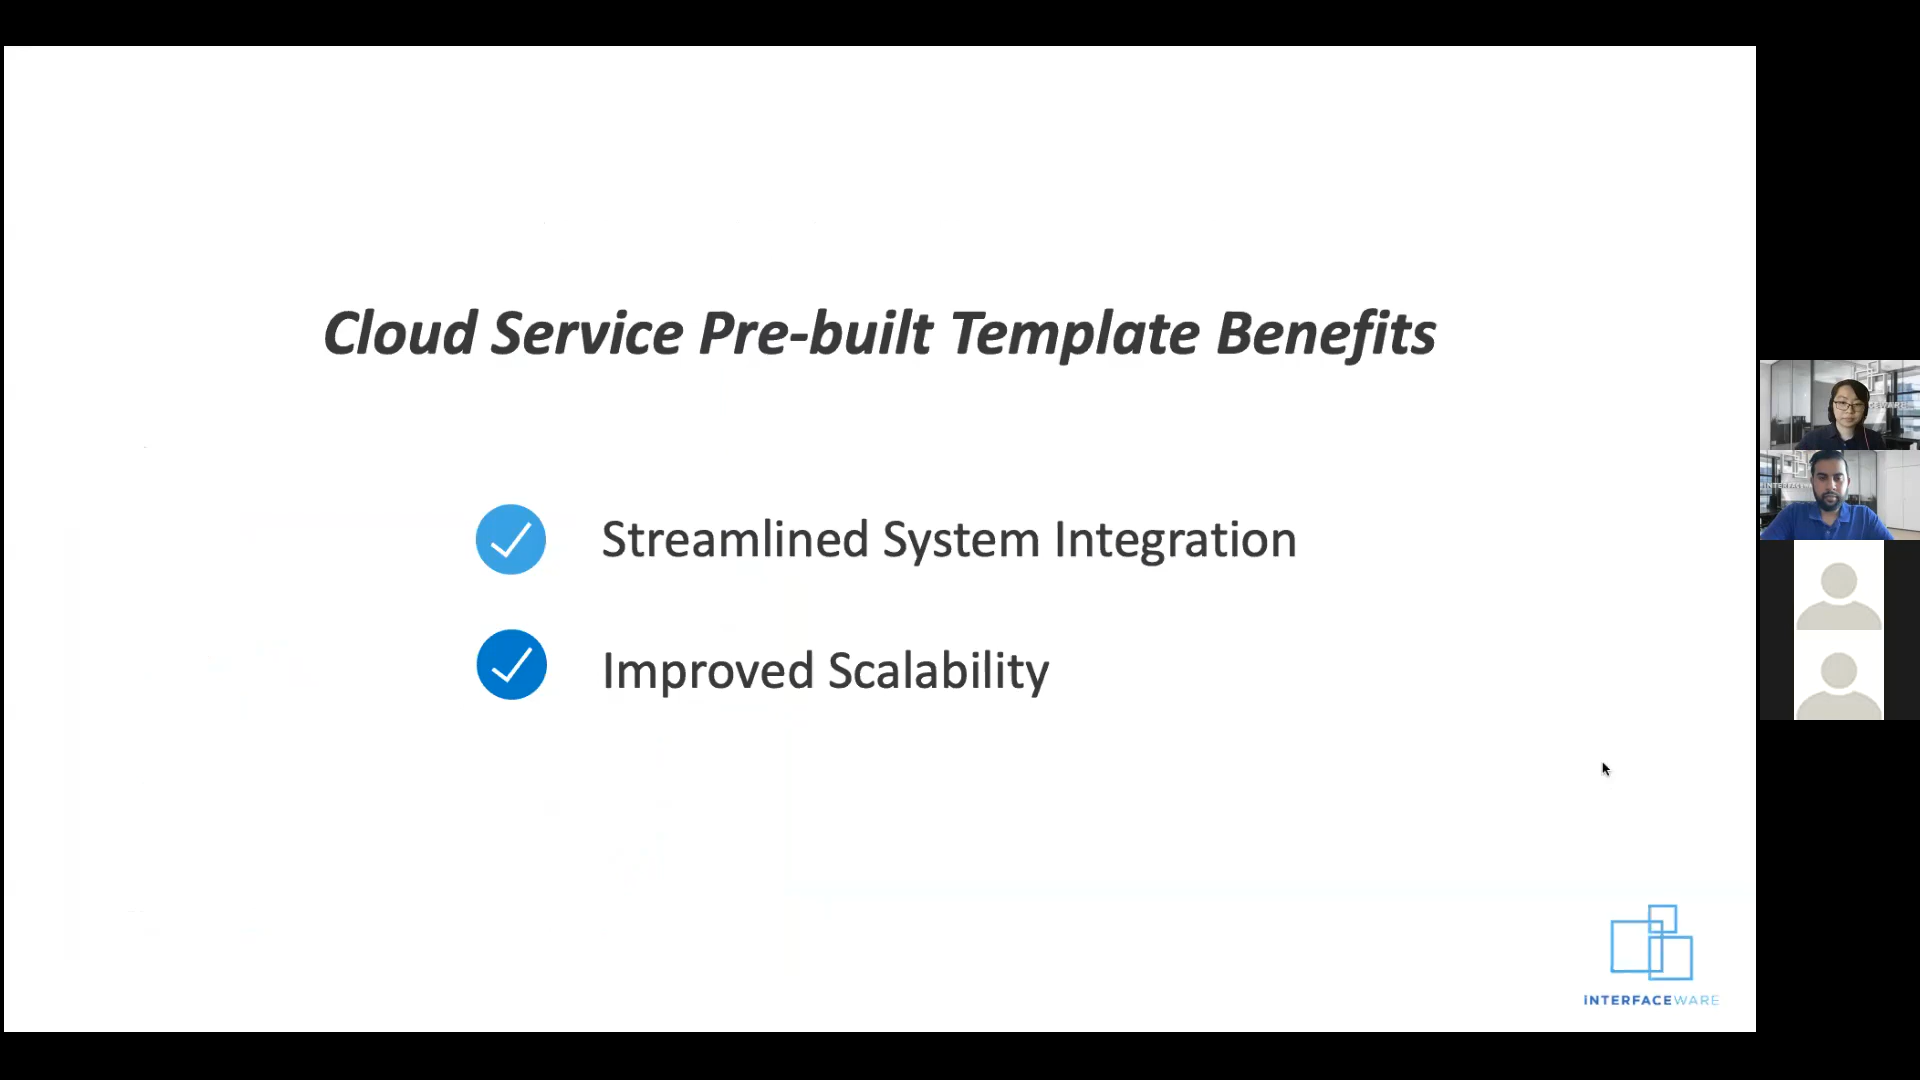 Cloud Service Pre-built Template Benefits
Streamlined System Integration
Improved Scalability
iNTERFACEWARE